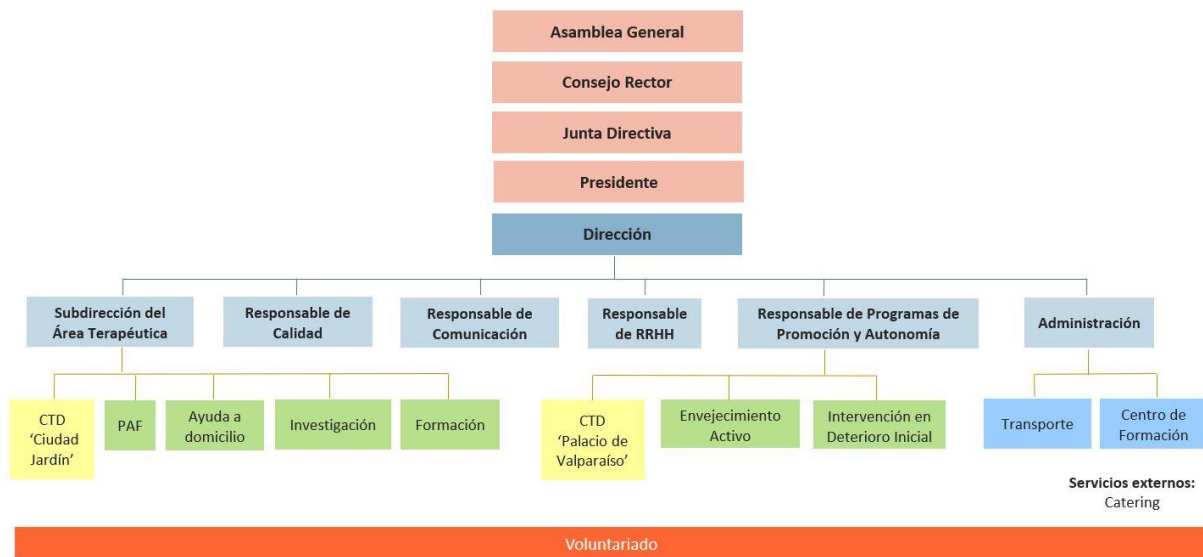 Asamblea General
Consejo Rector
Junta Directiva
Presidente
Dirección
Subdirección del
Área Terapéutica
Responsable de
Calidad
Responsable de
Comunicación
Responsable
de RRHH
Responsable de Programas de
Promoción y Autonomía
Administración
CTD
‘Ciudad
Jardín’
PAF
Ayuda a
domicilio
Investigación
Formación
CTD
‘Palacio de
Valparaíso’
Envejecimiento
Activo
Intervención en
Deterioro Inicial
Transporte
Centro de
Formación
Servicios externos:
Catering
Voluntariado